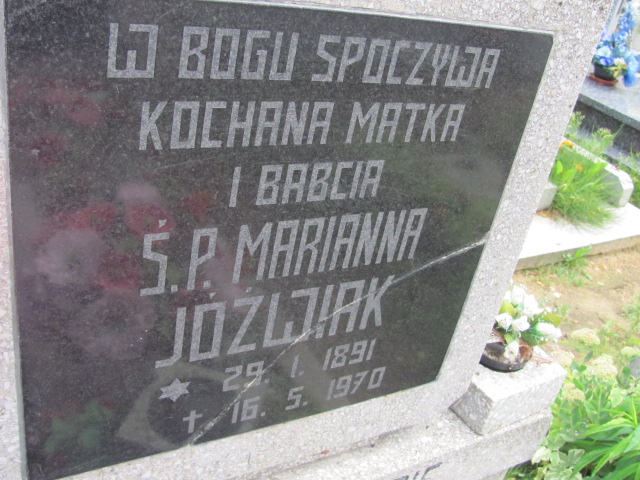 W BOGU SPOCZYWA
KOCHANA MATKA
I BABCIA
Ś.P. MARIANNA
JÓŹWIAK
29. 1. 1891
† 16. 5. 1970